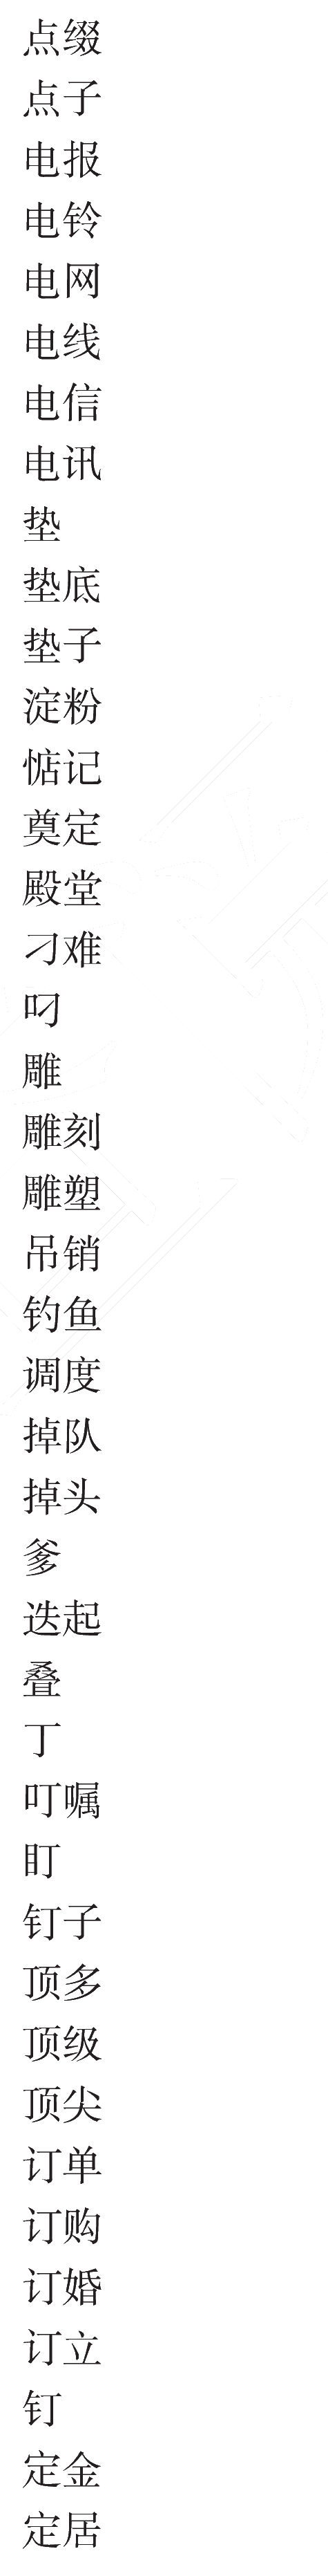 点缀
点子
电报
电铃
电网
电线
电信
电讯
垫
垫底
垫子
淀粉
惦记
奠定
殿堂
刁难
叼
雕
雕刻
雕塑
吊销
钓鱼
调度
掉队
掉头
爹
迭起
叠
丁
叮嘱
盯
钉子
顶多
顶级
顶尖
订单
订购
订婚
订立
钉
定金
定居